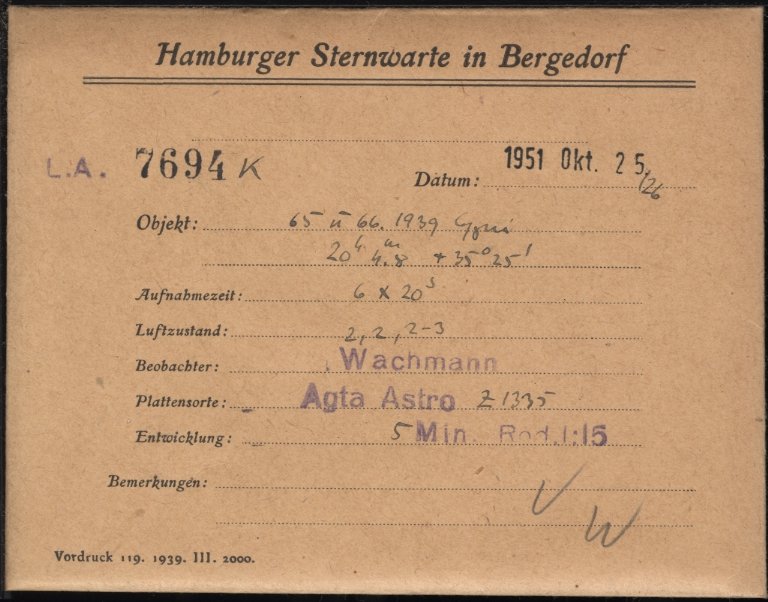 Hamburger Sternwarte in Bergedorf
L.A. 7694 K
Datum: 1951 Okt. 25./26
Objekt: 65 u 66.1939 Cygni
20h 4.m8 + 35° 25'
Aufnahmezeit: 6 x 20s
Luftzustand: 2, 2, 2-3
Beobachter: Wachmann
Plattensorte: Agfa Astro Z 1335
Entwicklung: 5 Min. Rod. 1:15
Bemerkungen:
V
W
Vordruck 119. 1939. III. 2000.